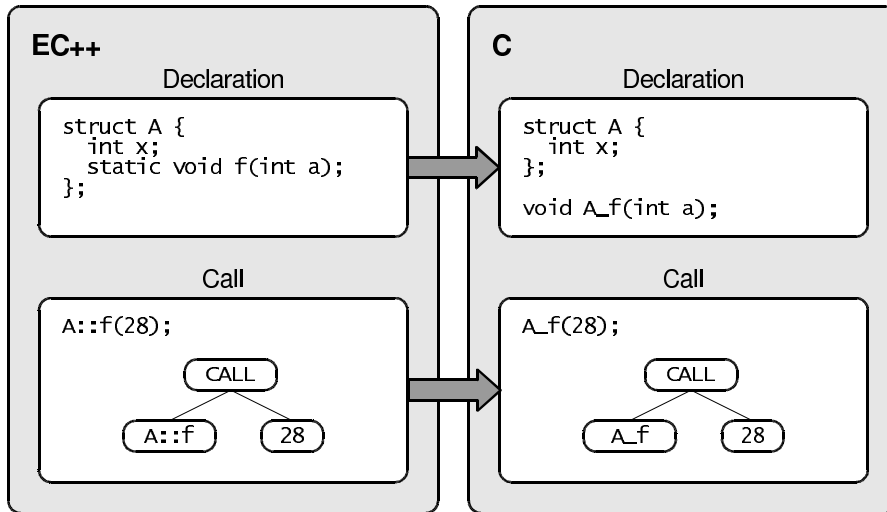 EC++
Declaration
struct A {
  int x;
  static void f(int a);
};
Call
A::f(28);
CALL
A::f
28
C
Declaration
struct A {
  int x;
};
void A_f(int a);
Call
A_f(28);
CALL
A_f
28